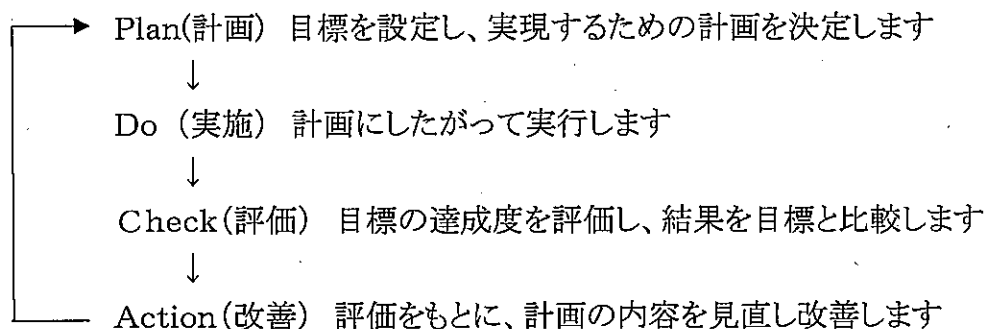 Plan(計画) 目標を設定し、実現するための計画を決定します
↓
Do (実施) 計画にしたがって実行します
↓
Check(評価) 目標の達成度を評価し、結果を目標と比較します
↓
Action(改善) 評価をもとに、計画の内容を見直し改善します